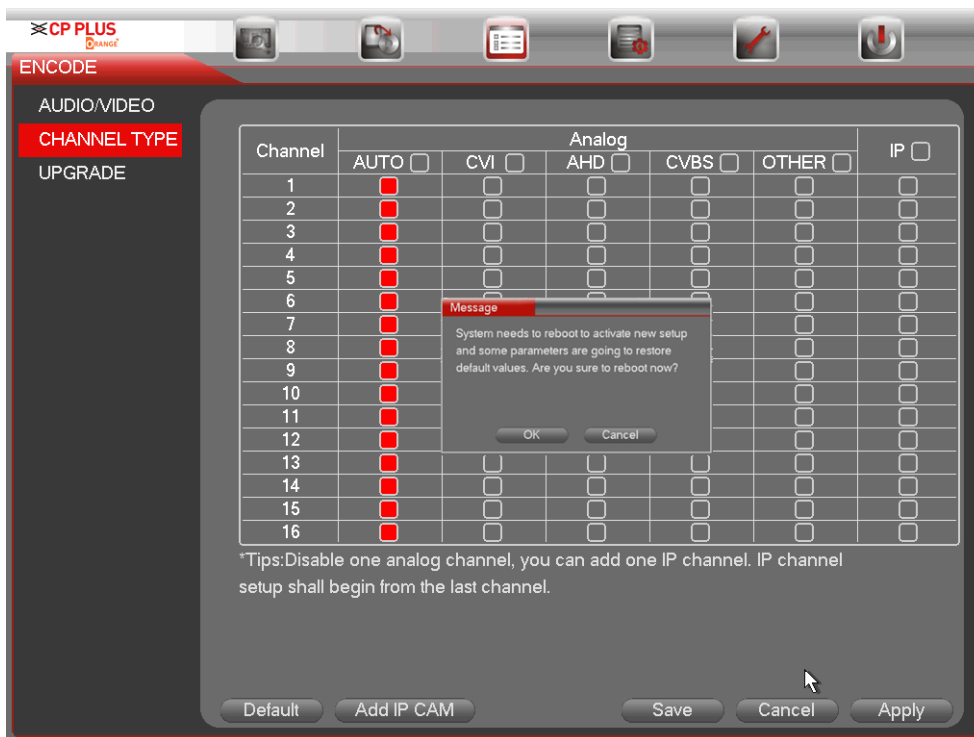 CP PLUS
ORANGE
ENCODE
AUDIO/VIDEO
CHANNEL TYPE
UPGRADE
Channel
Analog
IP
AUTO CVI AHD CVBS OTHER
1
2
3
4
5
6
7
8
9
10
11
12
13
14
15
16
Message
System needs to reboot to activate new setup
and some parameters are going to restore
default values. Are you sure to reboot now?
OK Cancel
*Tips:Disable one analog channel, you can add one IP channel. IP channel
setup shall begin from the last channel.
Default Add IP CAM Save Cancel Apply